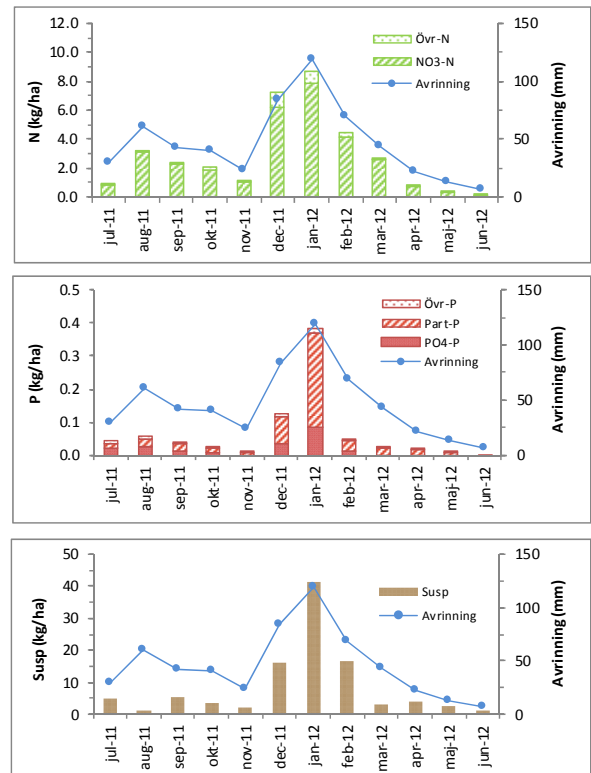 N (kg/ha)
12.0
10.0
8.0
6.0
4.0
2.0
0.0
Övr-N
NO3-N
Avrinning
150
100
50
0
Avrinning (mm)
jul-11
aug-11
sep-11
okt-11
nov-11
dec-11
jan-12
feb-12
mar-12
apr-12
maj-12
jun-12
P (kg/ha)
0.5
0.4
0.3
0.2
0.1
0.0
Övr-P
Part-P
PO4-P
Avrinning
150
100
50
0
Avrinning (mm)
jul-11
aug-11
sep-11
okt-11
nov-11
dec-11
jan-12
feb-12
mar-12
apr-12
maj-12
jun-12
Susp (kg/ha)
50
40
30
20
10
0
Susp
Avrinning
150
100
50
0
Avrinning (mm)
jul-11
aug-11
sep-11
okt-11
nov-11
dec-11
jan-12
feb-12
mar-12
apr-12
maj-12
jun-12